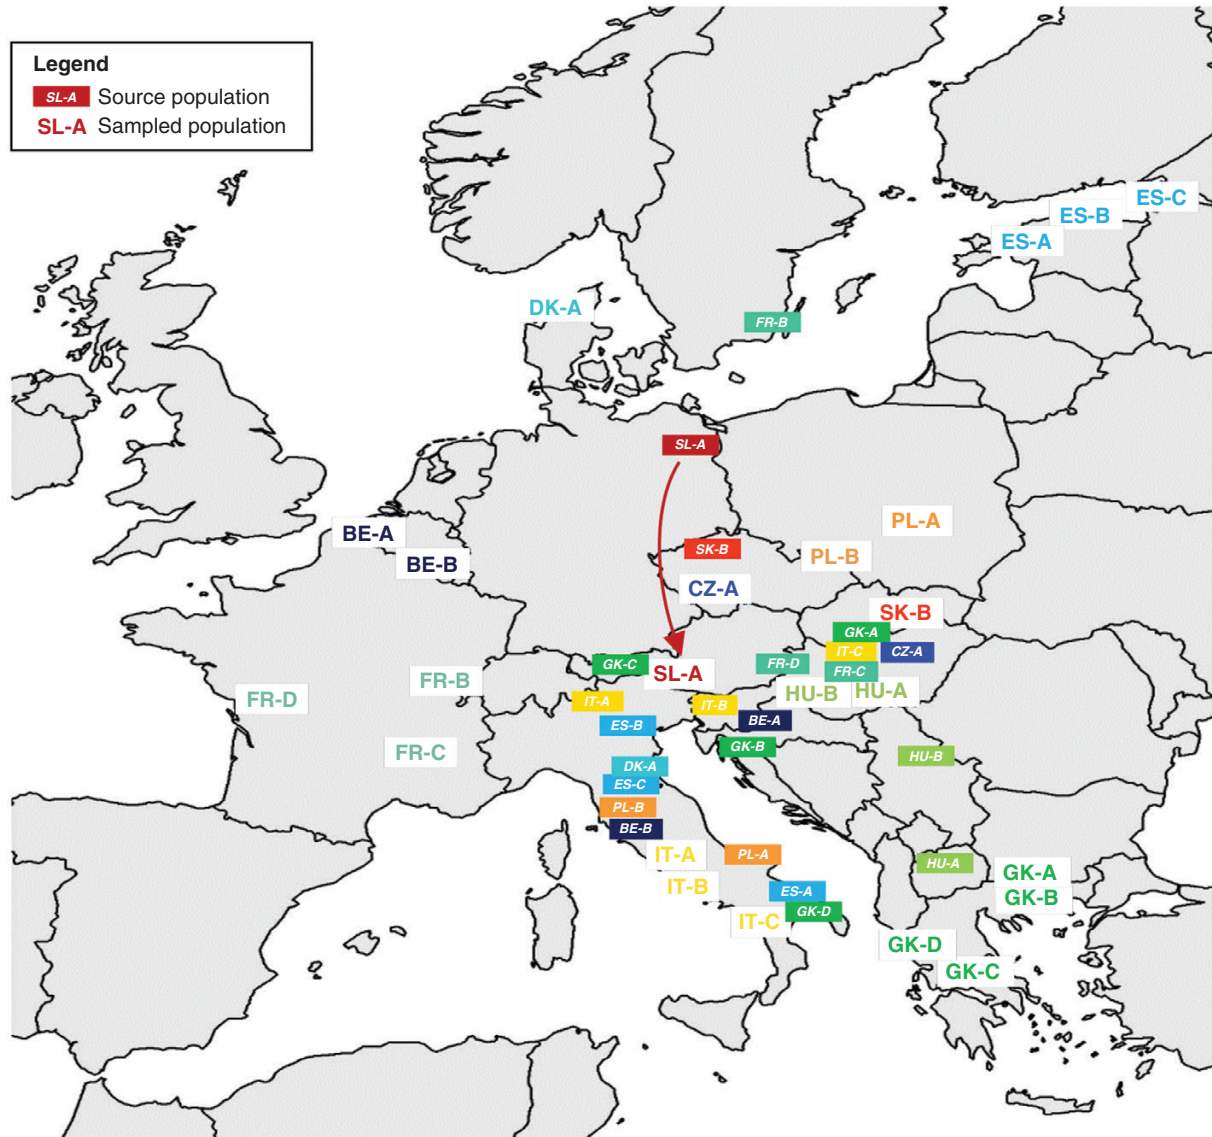 Legend
SL-A Source population
SL-A Sampled population
ES-C
ES-B
ES-A
DK-A
FR-B
SL-A
PL-A
BE-A
SK-B
PL-B
BE-B
CZ-A
SK-B
GK-A
IT-C
CZ-A
GK-C
SL-A
FR-D
FR-C
FR-B
HU-B
HU-A
FR-D
IT-A
IT-B
ES-B
BE-A
GK-B
FR-C
HU-B
DK-A
ES-C
PL-B
BE-B
IT-A
PL-A
HU-A
GK-A
IT-B
ES-A
GK-B
IT-C
GK-D
GK-D
GK-C